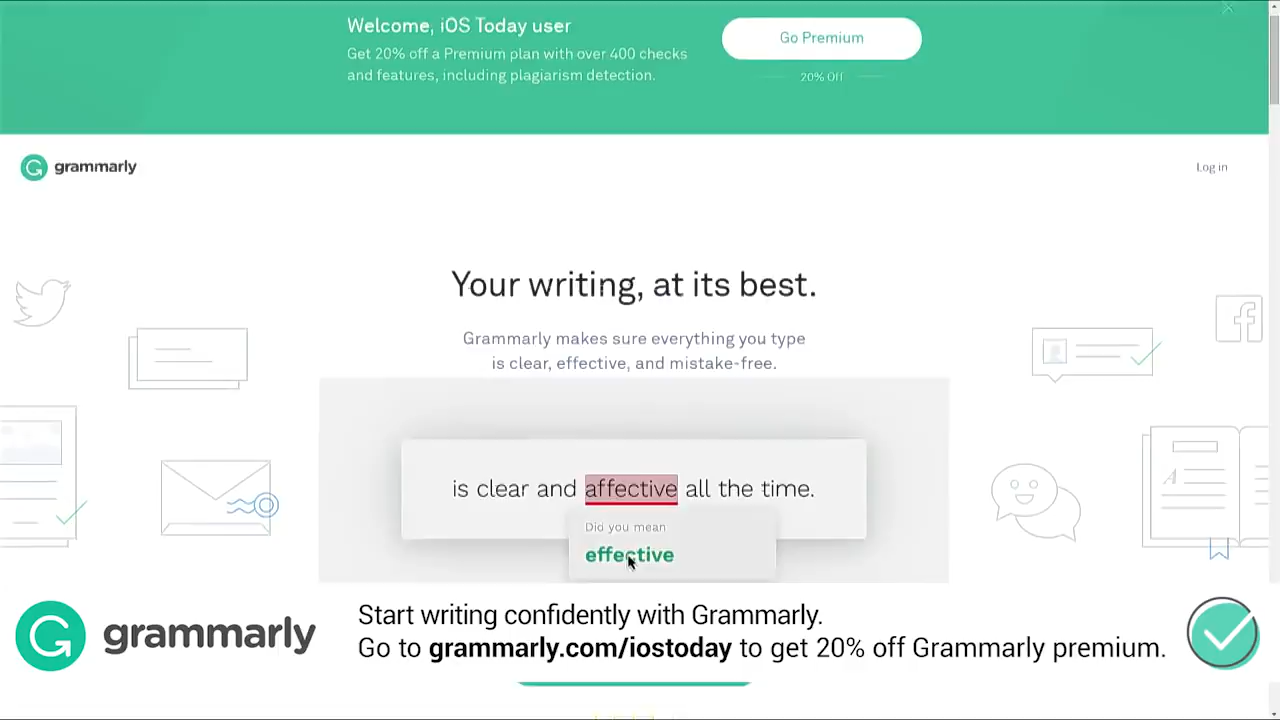 Welcome, iOS Today user
Get 20% off a Premium plan with over 400 checks
and features, including plagiarism detection.
Go Premium
20% Off
grammarly
Log in
Your writing, at its best.
Grammarly makes sure everything you type
is clear, effective, and mistake-free.
is clear and affective all the time.
Did you mean
effective
grammarly
Start writing confidently with Grammarly.
Go to grammarly.com/iostoday to get 20% off Grammarly premium.